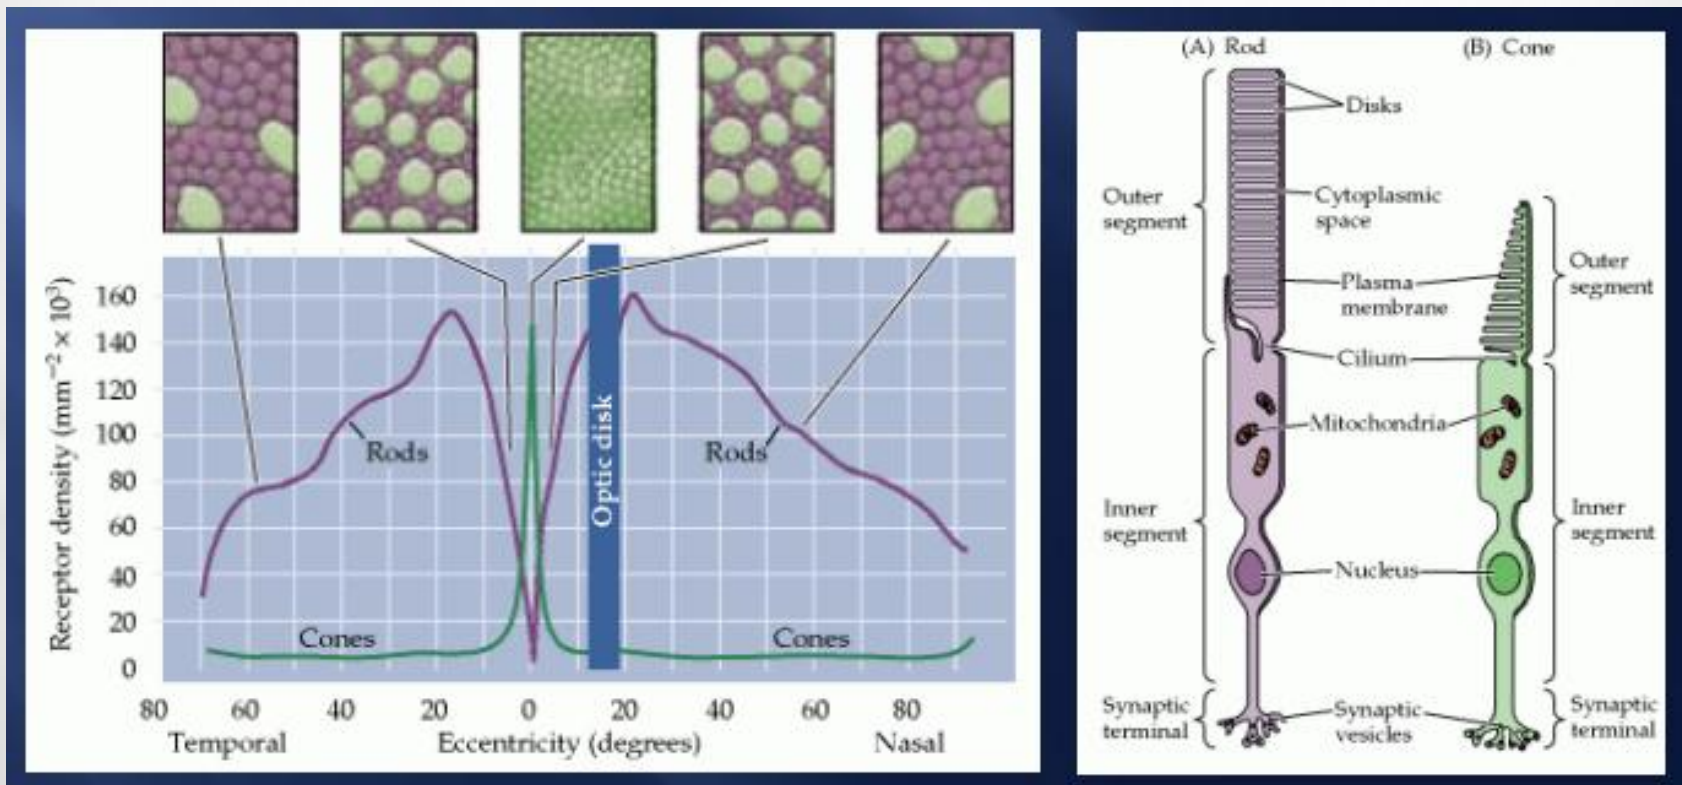 160
140
120
100
80
60
40
20
0
Receptor density (mm⁻² × 10³)
Rods
Rods
Optic disk
Cones
Cones
80 60 40 20 0 20 40 60 80
Temporal
Eccentricity (degrees)
Nasal
(A) Rod
(B) Cone
Disks
Outer
segment
Cytoplasmic
space
Plasma
membrane
Outer
segment
Cilium
Mitochondria
Inner
segment
Inner
segment
Nucleus
Synaptic
terminal
Synaptic
vesicles
Synaptic
terminal